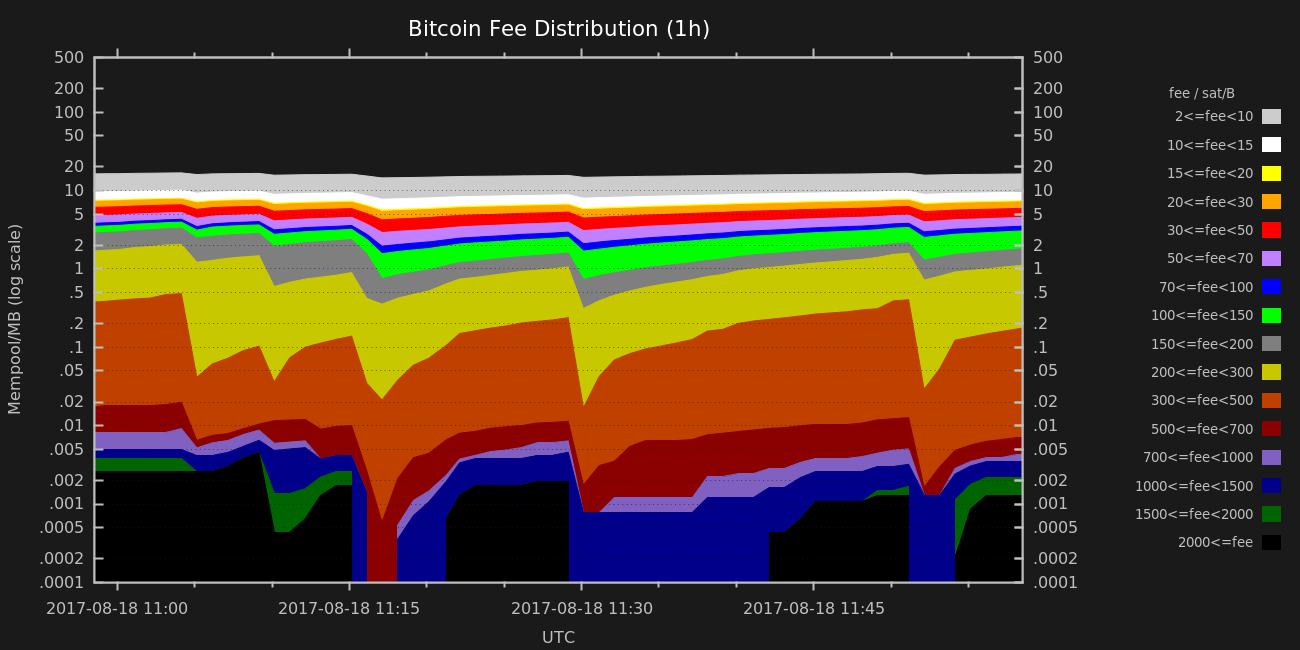 Bitcoin Fee Distribution (1h)
500 500
200 200
100 100
50 50
20 20
10 10
5 5
2 2
1 1
.5 .5
.2 .2
.1 .1
.05 .05
.02 .02
.01 .01
.005 .005
.002 .002
.001 .001
.0005 .0005
.0002 .0002
.0001 .0001
Mempool/MB (log scale)
2017-08-18 11:00 2017-08-18 11:15 2017-08-18 11:30 2017-08-18 11:45
UTC
fee / sat/B
2<=fee<10
10<=fee<15
15<=fee<20
20<=fee<30
30<=fee<50
50<=fee<70
70<=fee<100
100<=fee<150
150<=fee<200
200<=fee<300
300<=fee<500
500<=fee<700
700<=fee<1000
1000<=fee<1500
1500<=fee<2000
2000<=fee